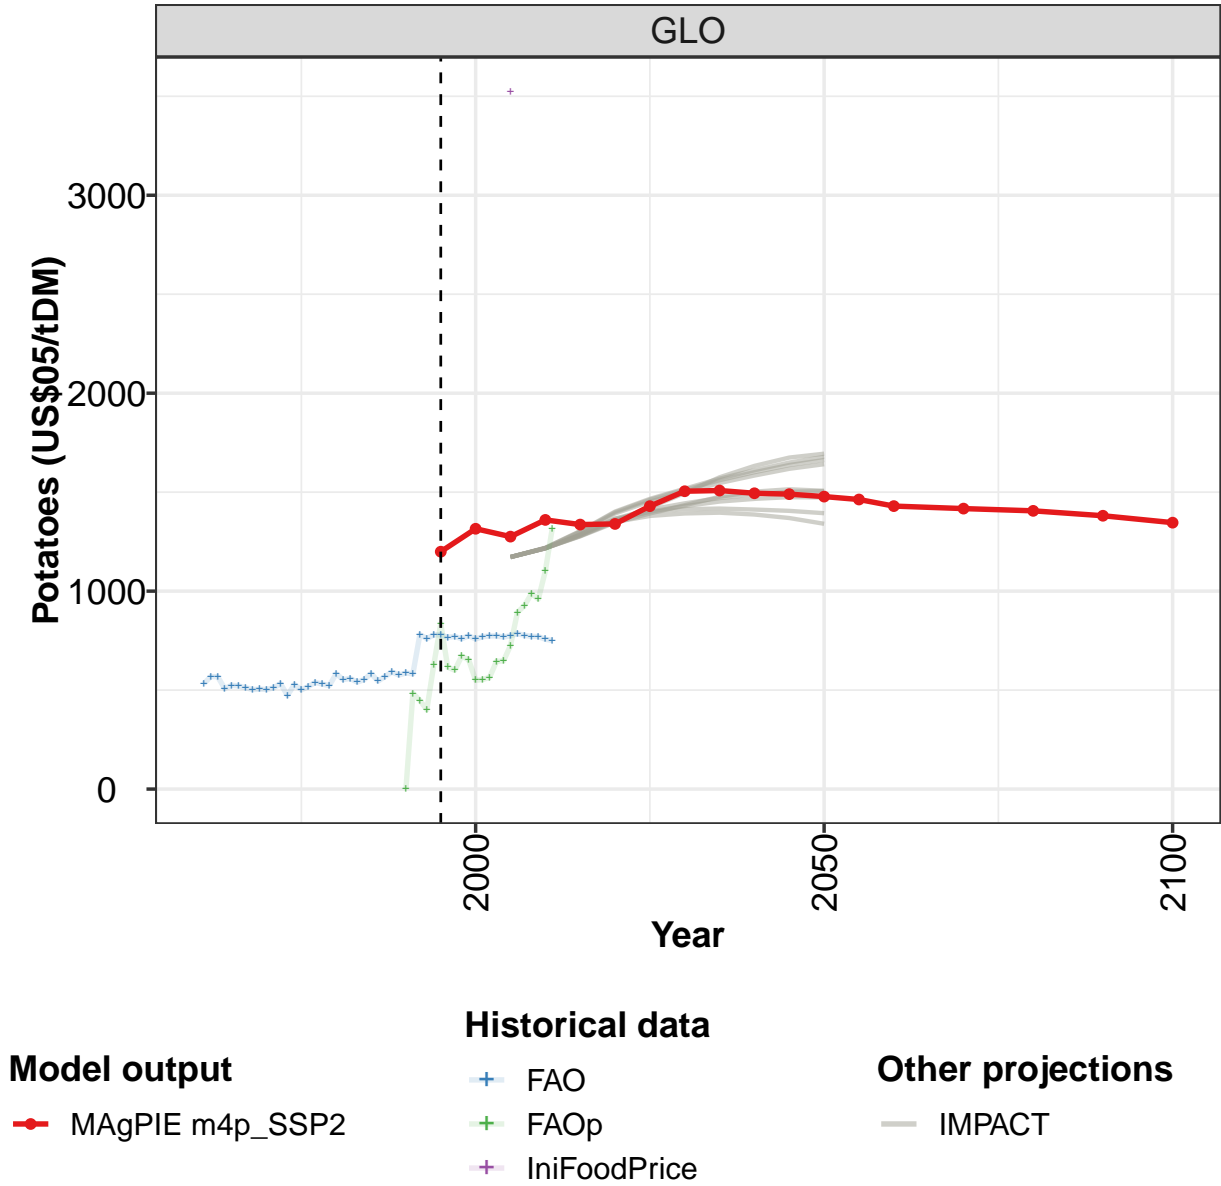 GLO
Potatoes (US$05/tDM)
3000
2000
1000
0
2000
2050
2100
Year
Model output
MAgPIE m4p_SSP2
Historical data
FAO
FAOp
IniFoodPrice
Other projections
IMPACT